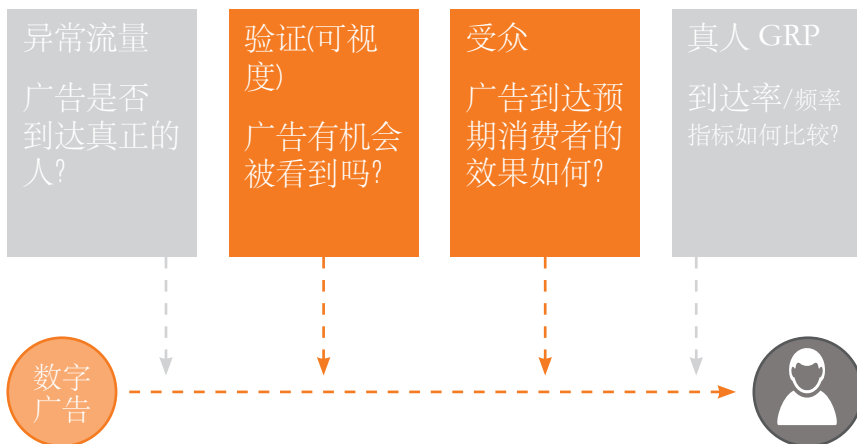 异常流量
广告是否
到达真正的
人?
验证(可视
度)
广告有机会
被看到吗?
受众
广告到达预
期消费者的
效果如何?
真人 GRP
到达率/频率
指标如何比较?
数字
广告